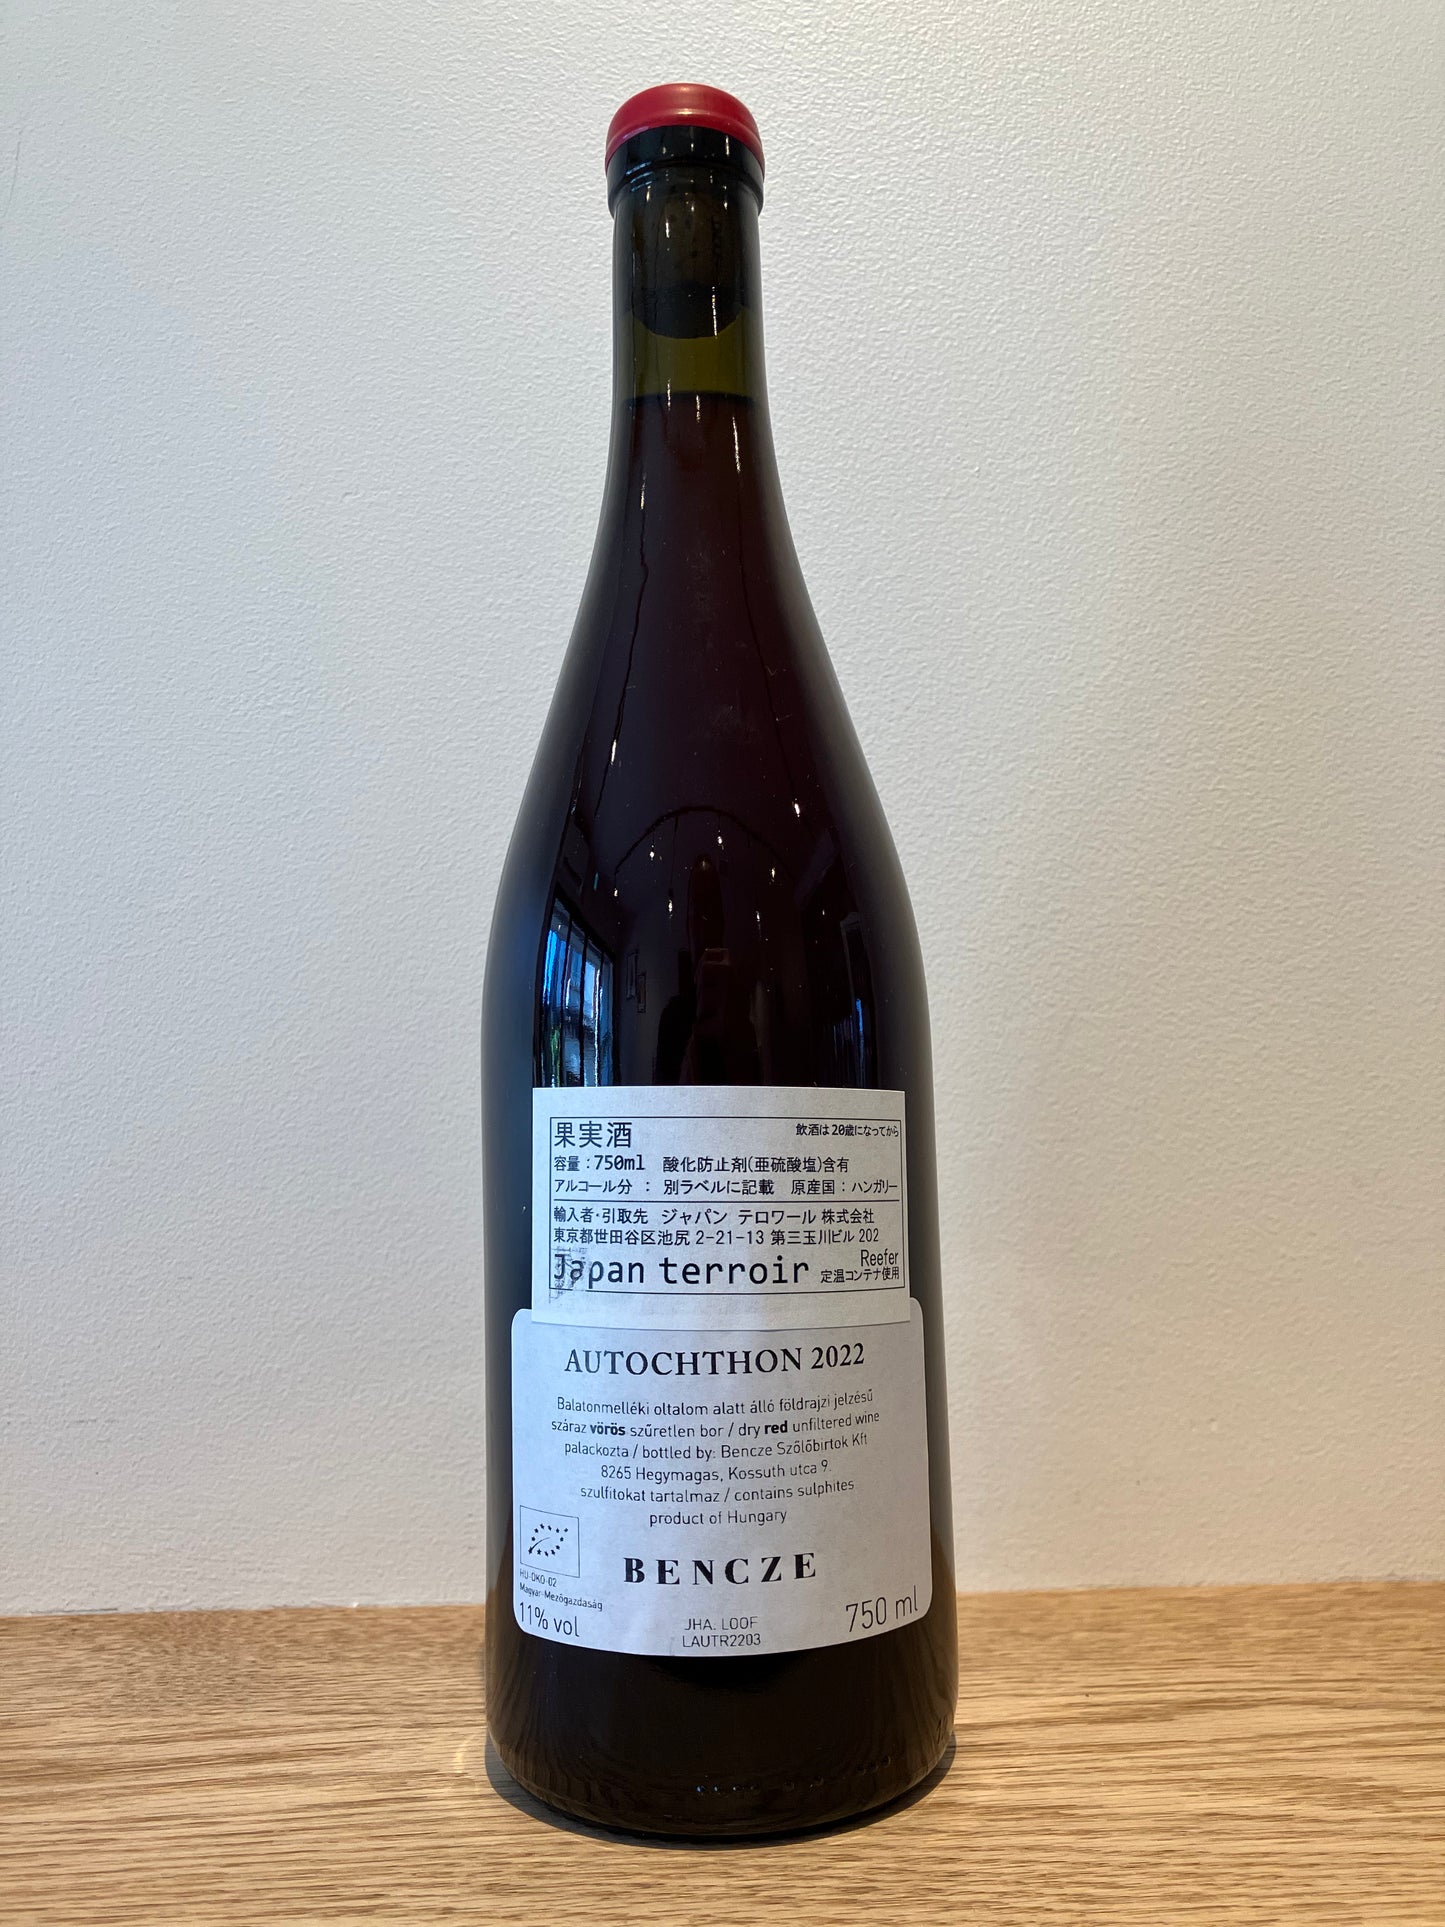 果実酒 飲酒は20歳になってから
容量：750ml 酸化防止剤(亜硫酸塩)含有
アルコール分 ： 別ラベルに記載 原産国：ハンガリー
輸入者・引取先 ジャパン テロワール 株式会社
東京都世田谷区池尻 2-21-13 第三玉川ビル 202
Japan terroir Reefer
定温コンテナ使用
AUTOCHTHON 2022
Balatonmelléki oltalom alatt álló földrajzi jelzésű
száraz vörös szűretlen bor / dry red unfiltered wine
palackozta / bottled by: Bencze Szőlőbirtok Kft
8265 Hegymagas, Kossuth utca 9.
szulfitokat tartalmaz / contains sulphites
product of Hungary
BENCZE
HU-ÖKO-02
Magyar Mezőgazdaság
11% vol
JHA. LOOF
LAUTR2203
750 ml